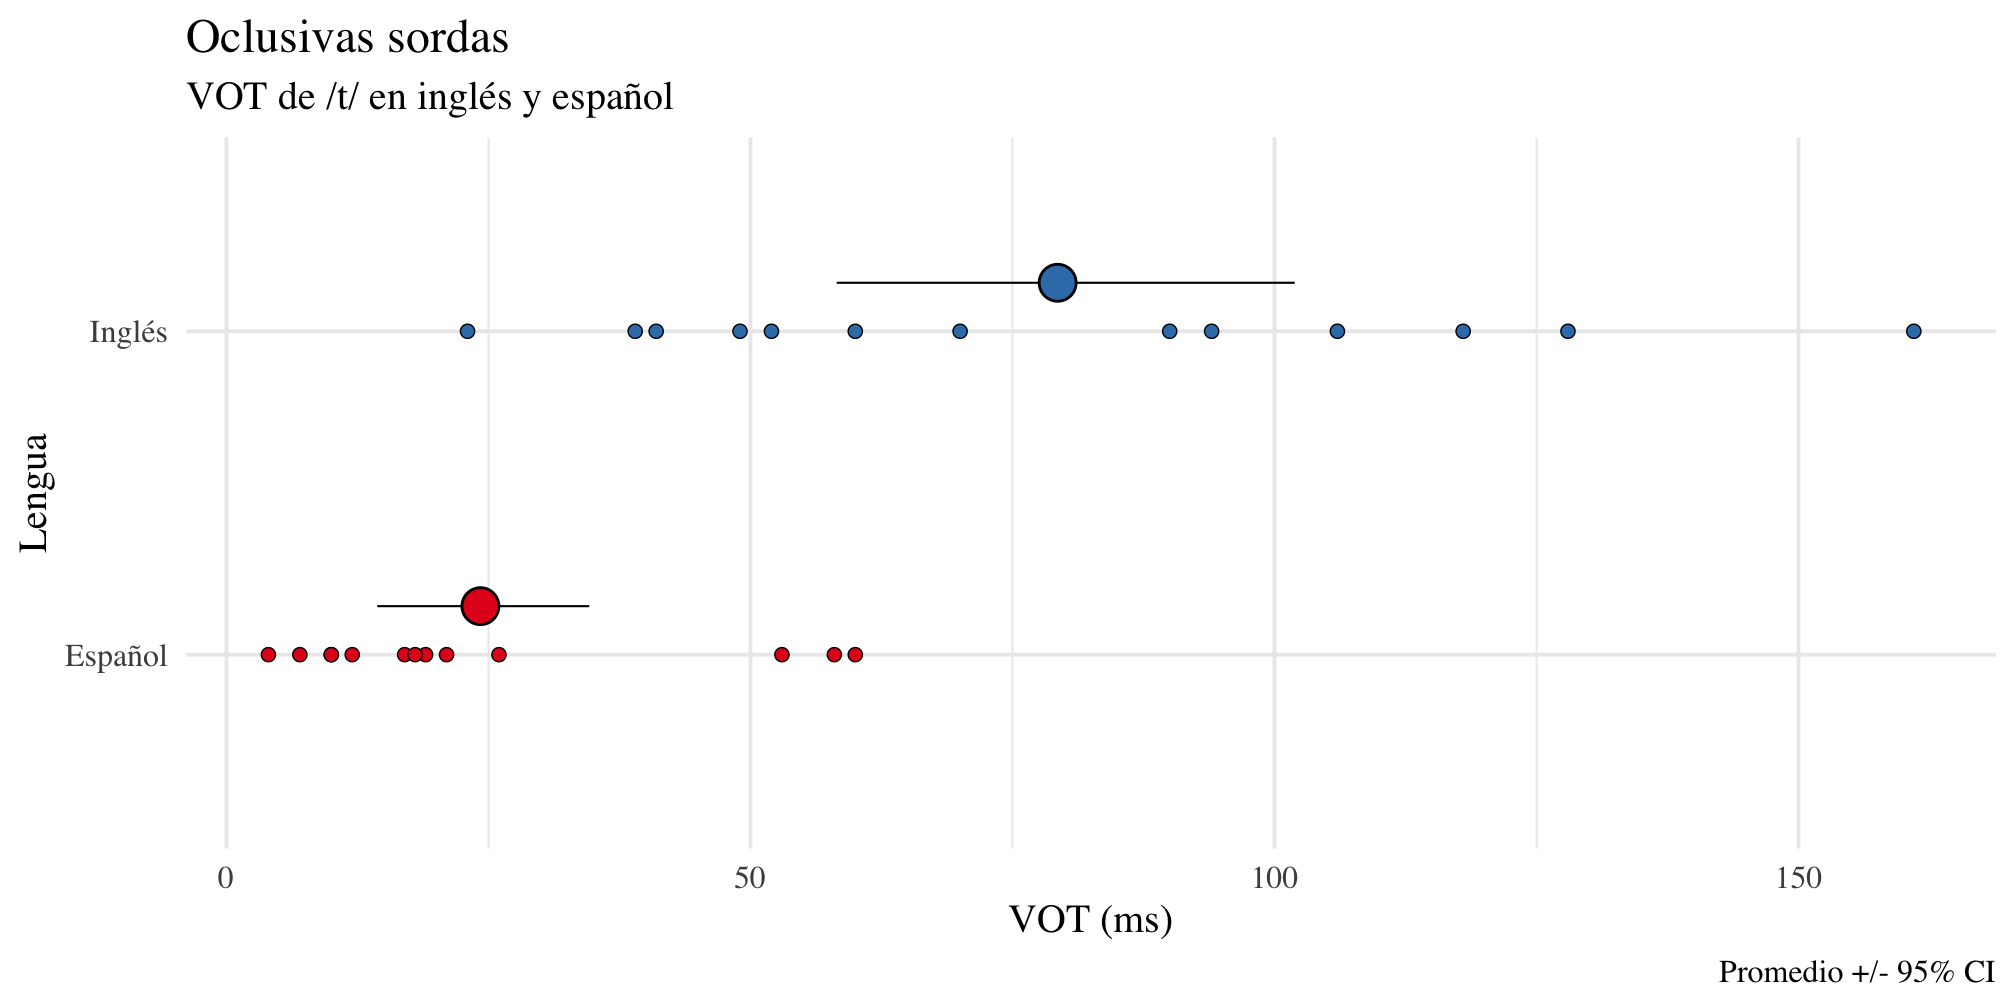 Oclusivas sordas
VOT de /t/ en inglés y español
Lengua
Inglés
Español
0 50 100 150
VOT (ms)
Promedio +/- 95% CI